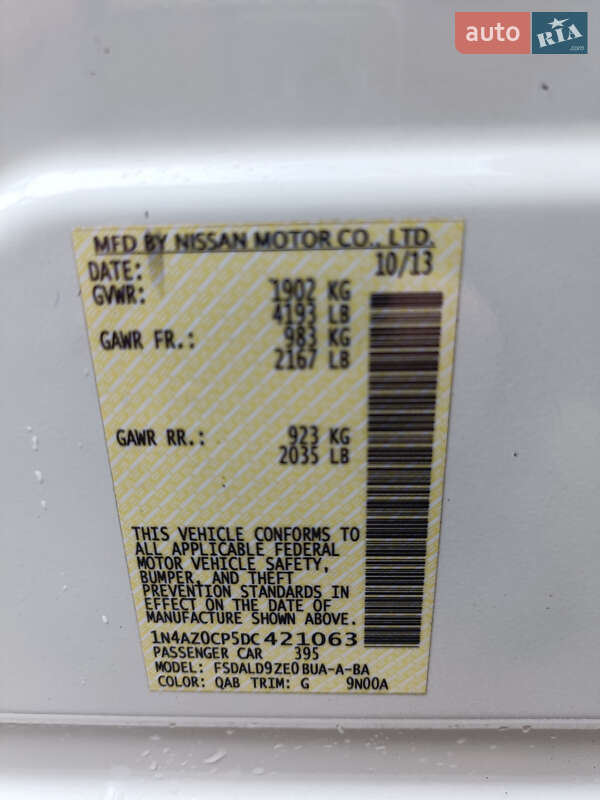 auto RIA .com
MFD BY NISSAN MOTOR CO., LTD.
DATE: 10/13
GVWR: 1902 KG
4193 LB
GAWR FR.: 983 KG
2167 LB
GAWR RR.: 923 KG
2035 LB
THIS VEHICLE CONFORMS TO
ALL APPLICABLE FEDERAL
MOTOR VEHICLE SAFETY,
BUMPER, AND THEFT
PREVENTION STANDARDS IN
EFFECT ON THE DATE OF
MANUFACTURE SHOWN ABOVE.
1N4AZ0CP5DC421063
PASSENGER CAR 395
MODEL: FSDALD9ZE0BUA-A-BA
COLOR: QAB TRIM: G 9N00A